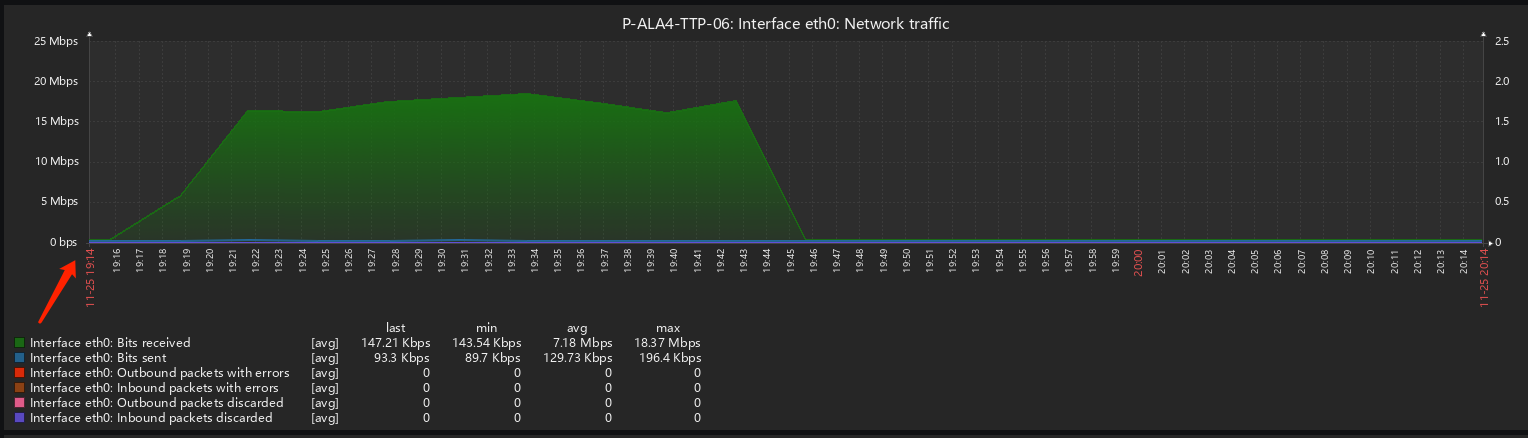 P-ALA4-TTP-06: Interface eth0: Network traffic
25 Mbps 2.5
20 Mbps 2.0
15 Mbps 1.5
10 Mbps 1.0
5 Mbps 0.5
0 bps 0
11-25 19:14 19:16 19:17 19:18 19:19 19:20 19:21 19:22 19:23 19:24 19:25 19:26 19:27 19:28 19:29 19:30 19:31 19:32 19:33 19:34 19:35 19:36 19:37 19:38 19:39 19:40 19:41 19:42 19:43 19:44 19:45 19:46 19:47 19:48 19:49 19:50 19:51 19:52 19:53 19:54 19:55 19:56 19:57 19:58 19:59 20:00 20:01 20:02 20:03 20:04 20:05 20:06 20:07 20:08 20:09 20:10 20:11 20:12 20:13 20:14 11-25 20:14
last min avg max
Interface eth0: Bits received [avg] 147.21 Kbps 143.54 Kbps 7.18 Mbps 18.37 Mbps
Interface eth0: Bits sent [avg] 93.3 Kbps 89.7 Kbps 129.73 Kbps 196.4 Kbps
Interface eth0: Outbound packets with errors [avg] 0 0 0 0
Interface eth0: Inbound packets with errors [avg] 0 0 0 0
Interface eth0: Outbound packets discarded [avg] 0 0 0 0
Interface eth0: Inbound packets discarded [avg] 0 0 0 0